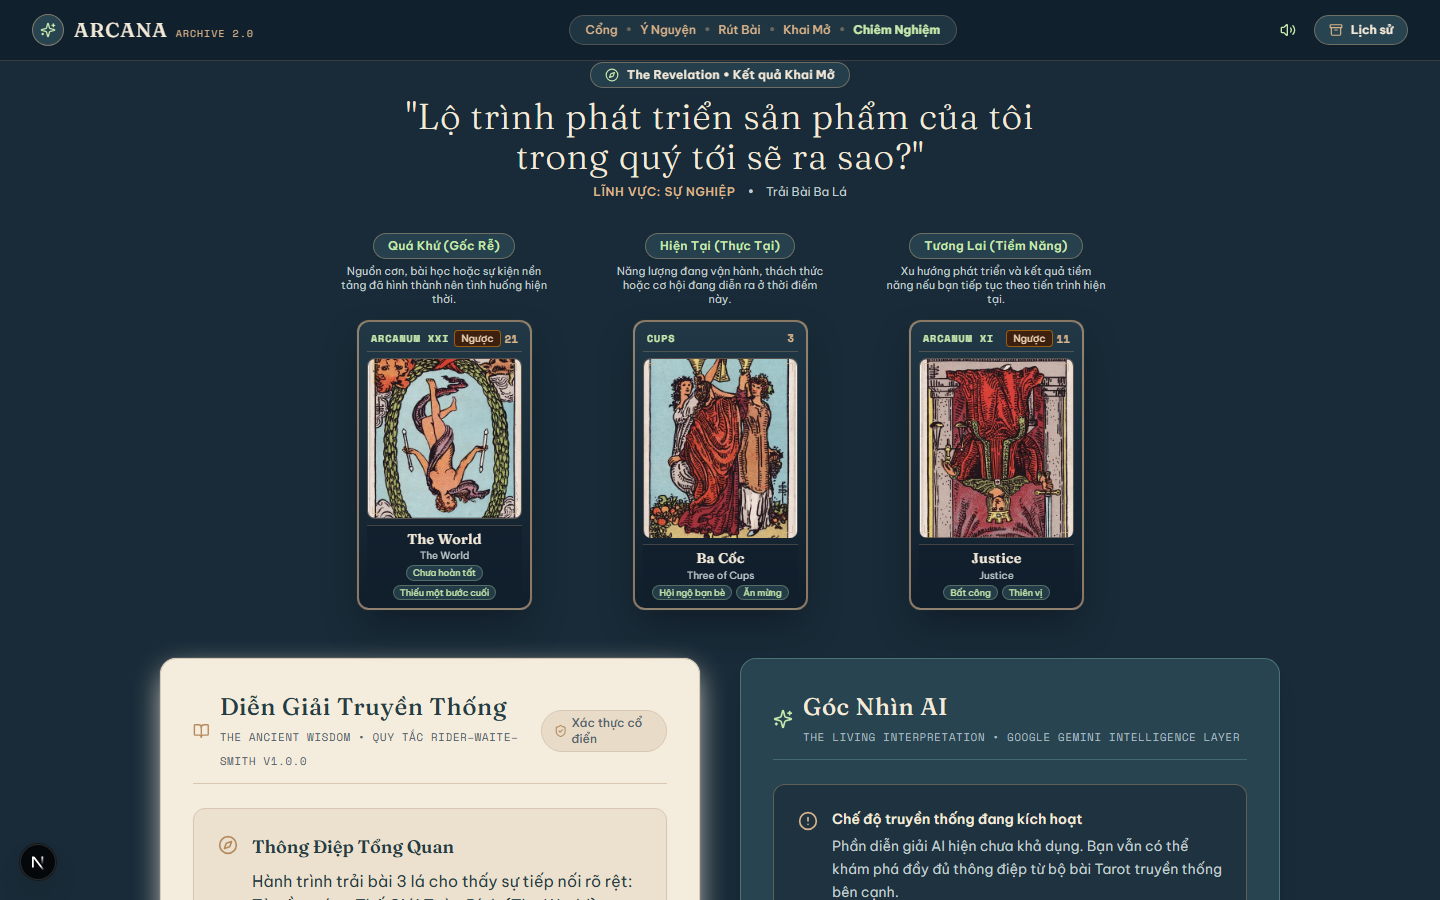 ARCANA ARCHIVE 2.0
Cổng • Ý Nguyện • Rút Bài • Khai Mở • Chiêm Nghiệm
Lịch sử
The Revelation • Kết quả Khai Mở
"Lộ trình phát triển sản phẩm của tôi
trong quý tới sẽ ra sao?"
LĨNH VỰC: SỰ NGHIỆP • Trải Bài Ba Lá
Quá Khứ (Gốc Rễ)
Nguồn cơn, bài học hoặc sự kiện nền
tảng đã hình thành nên tình huống hiện
thời.
ARCANUM XXI Ngược 21
The World
The World
Chưa hoàn tất
Thiếu một bước cuối
Hiện Tại (Thực Tại)
Năng lượng đang vận hành, thách thức
hoặc cơ hội đang diễn ra ở thời điểm
này.
CUPS 3
Ba Cốc
Three of Cups
Hội ngộ bạn bè Ăn mừng
Tương Lai (Tiềm Năng)
Xu hướng phát triển và kết quả tiềm
năng nếu bạn tiếp tục theo tiến trình hiện
tại.
ARCANUM XI Ngược 11
Justice
Justice
Bất công Thiên vị
Diễn Giải Truyền Thống
THE ANCIENT WISDOM • QUY TẮC RIDER-WAITE-
SMITH V1.0.0
Xác thực cổ
điển
Thông Điệp Tổng Quan
Hành trình trải bài 3 lá cho thấy sự tiếp nối rõ rệt:
Góc Nhìn AI
THE LIVING INTERPRETATION • GOOGLE GEMINI INTELLIGENCE LAYER
Chế độ truyền thống đang kích hoạt
Phần diễn giải AI hiện chưa khả dụng. Bạn vẫn có thể
khám phá đầy đủ thông điệp từ bộ bài Tarot truyền thống
bên cạnh.
N